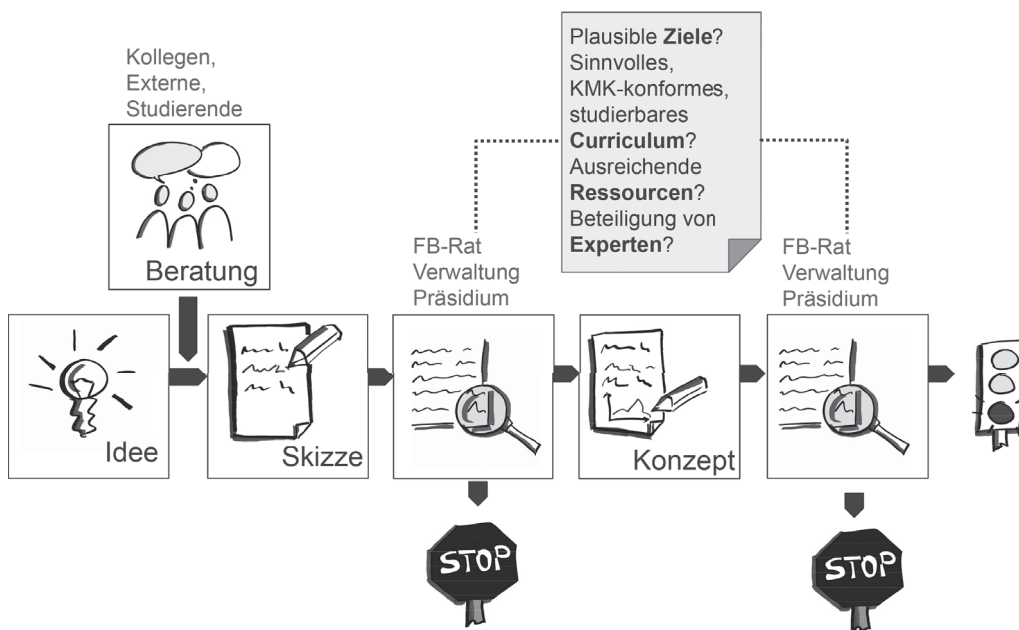 Kollegen,
Externe,
Studierende
Beratung
Plausible Ziele?
Sinnvolles,
KMK-konformes,
studierbares
Curriculum?
Ausreichende
Ressourcen?
Beteiligung von
Experten?
FB-Rat
Verwaltung
Präsidium
FB-Rat
Verwaltung
Präsidium
Idee
Skizze
Konzept
STOP
STOP